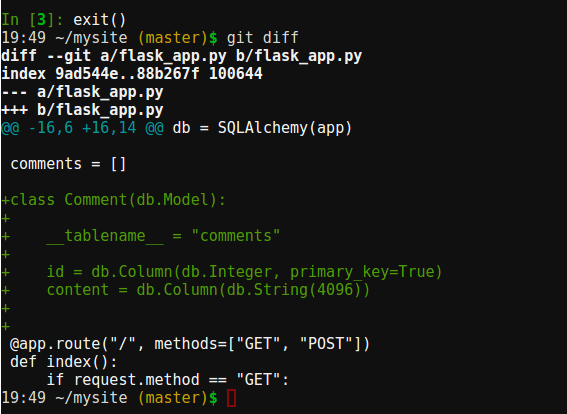 In [3]: exit()
19:49 ~/mysite (master)$ git diff
diff --git a/flask_app.py b/flask_app.py
index 9ad544e..88b267f 100644
--- a/flask_app.py
+++ b/flask_app.py
@@ -16,6 +16,14 @@ db = SQLAlchemy(app)

 comments = []

+class Comment(db.Model):
+
+    __tablename__ = "comments"
+
+    id = db.Column(db.Integer, primary_key=True)
+    content = db.Column(db.String(4096))
+
+
 @app.route("/", methods=["GET", "POST"])
 def index():
     if request.method == "GET":
19:49 ~/mysite (master)$